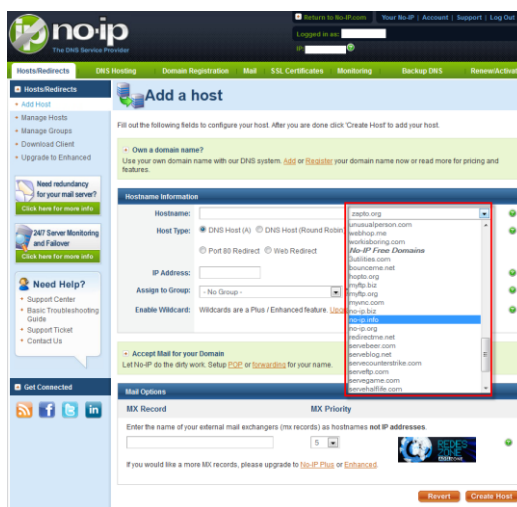 no-ip
The DNS Service Provider
Return to No-IP.com
Your No-IP | Account | Support | Log Out
Logged in as:
IP:
Hosts/Redirects
DNS Hosting
Domain Registration
Mail
SSL Certificates
Monitoring
Backup DNS
Renew/Activat
Hosts/Redirects
Add Host
Manage Hosts
Manage Groups
Download Client
Upgrade to Enhanced
Need redundancy
for your mail server?
Click here for more info
24/7 Server Monitoring
and Failover
Click here for more info
Need Help?
Support Center
Basic Troubleshooting
Guide
Support Ticket
Contact Us
Get Connected
Add a host
Fill out the following fields to configure your host. After you are done click 'Create Host' to add your host.
Own a domain name?
Use your own domain name with our DNS system. Add or Register your domain name now or read more for pricing and
features.
Hostname Information
Hostname:
zapto.org
Host Type:
DNS Host (A)
DNS Host (Round Robin
Port 80 Redirect
Web Redirect
IP Address:
Assign to Group:
- No Group -
Enable Wildcard:
Wildcards are a Plus / Enhanced feature.
unusualperson.com
webhop.me
workisboring.com
No-IP Free Domains
3utilities.com
bounceme.net
hopto.org
myftp.biz
myftp.org
myvnc.com
no-ip.biz
no-ip.info
no-ip.org
redirectme.net
servebeer.com
serveblog.net
servecounterstrike.com
serveftp.com
servegame.com
servehalflife.com
Accept Mail for your Domain
Let No-IP do the dirty work. Setup POP or forwarding for your name.
Mail Options
MX Record
MX Priority
Enter the name of your external mail exchangers (mx records) as hostnames not IP addresses.
5
REDES
ZONE
If you would like a more MX records, please upgrade to No-IP Plus or Enhanced.
Revert
Create Host